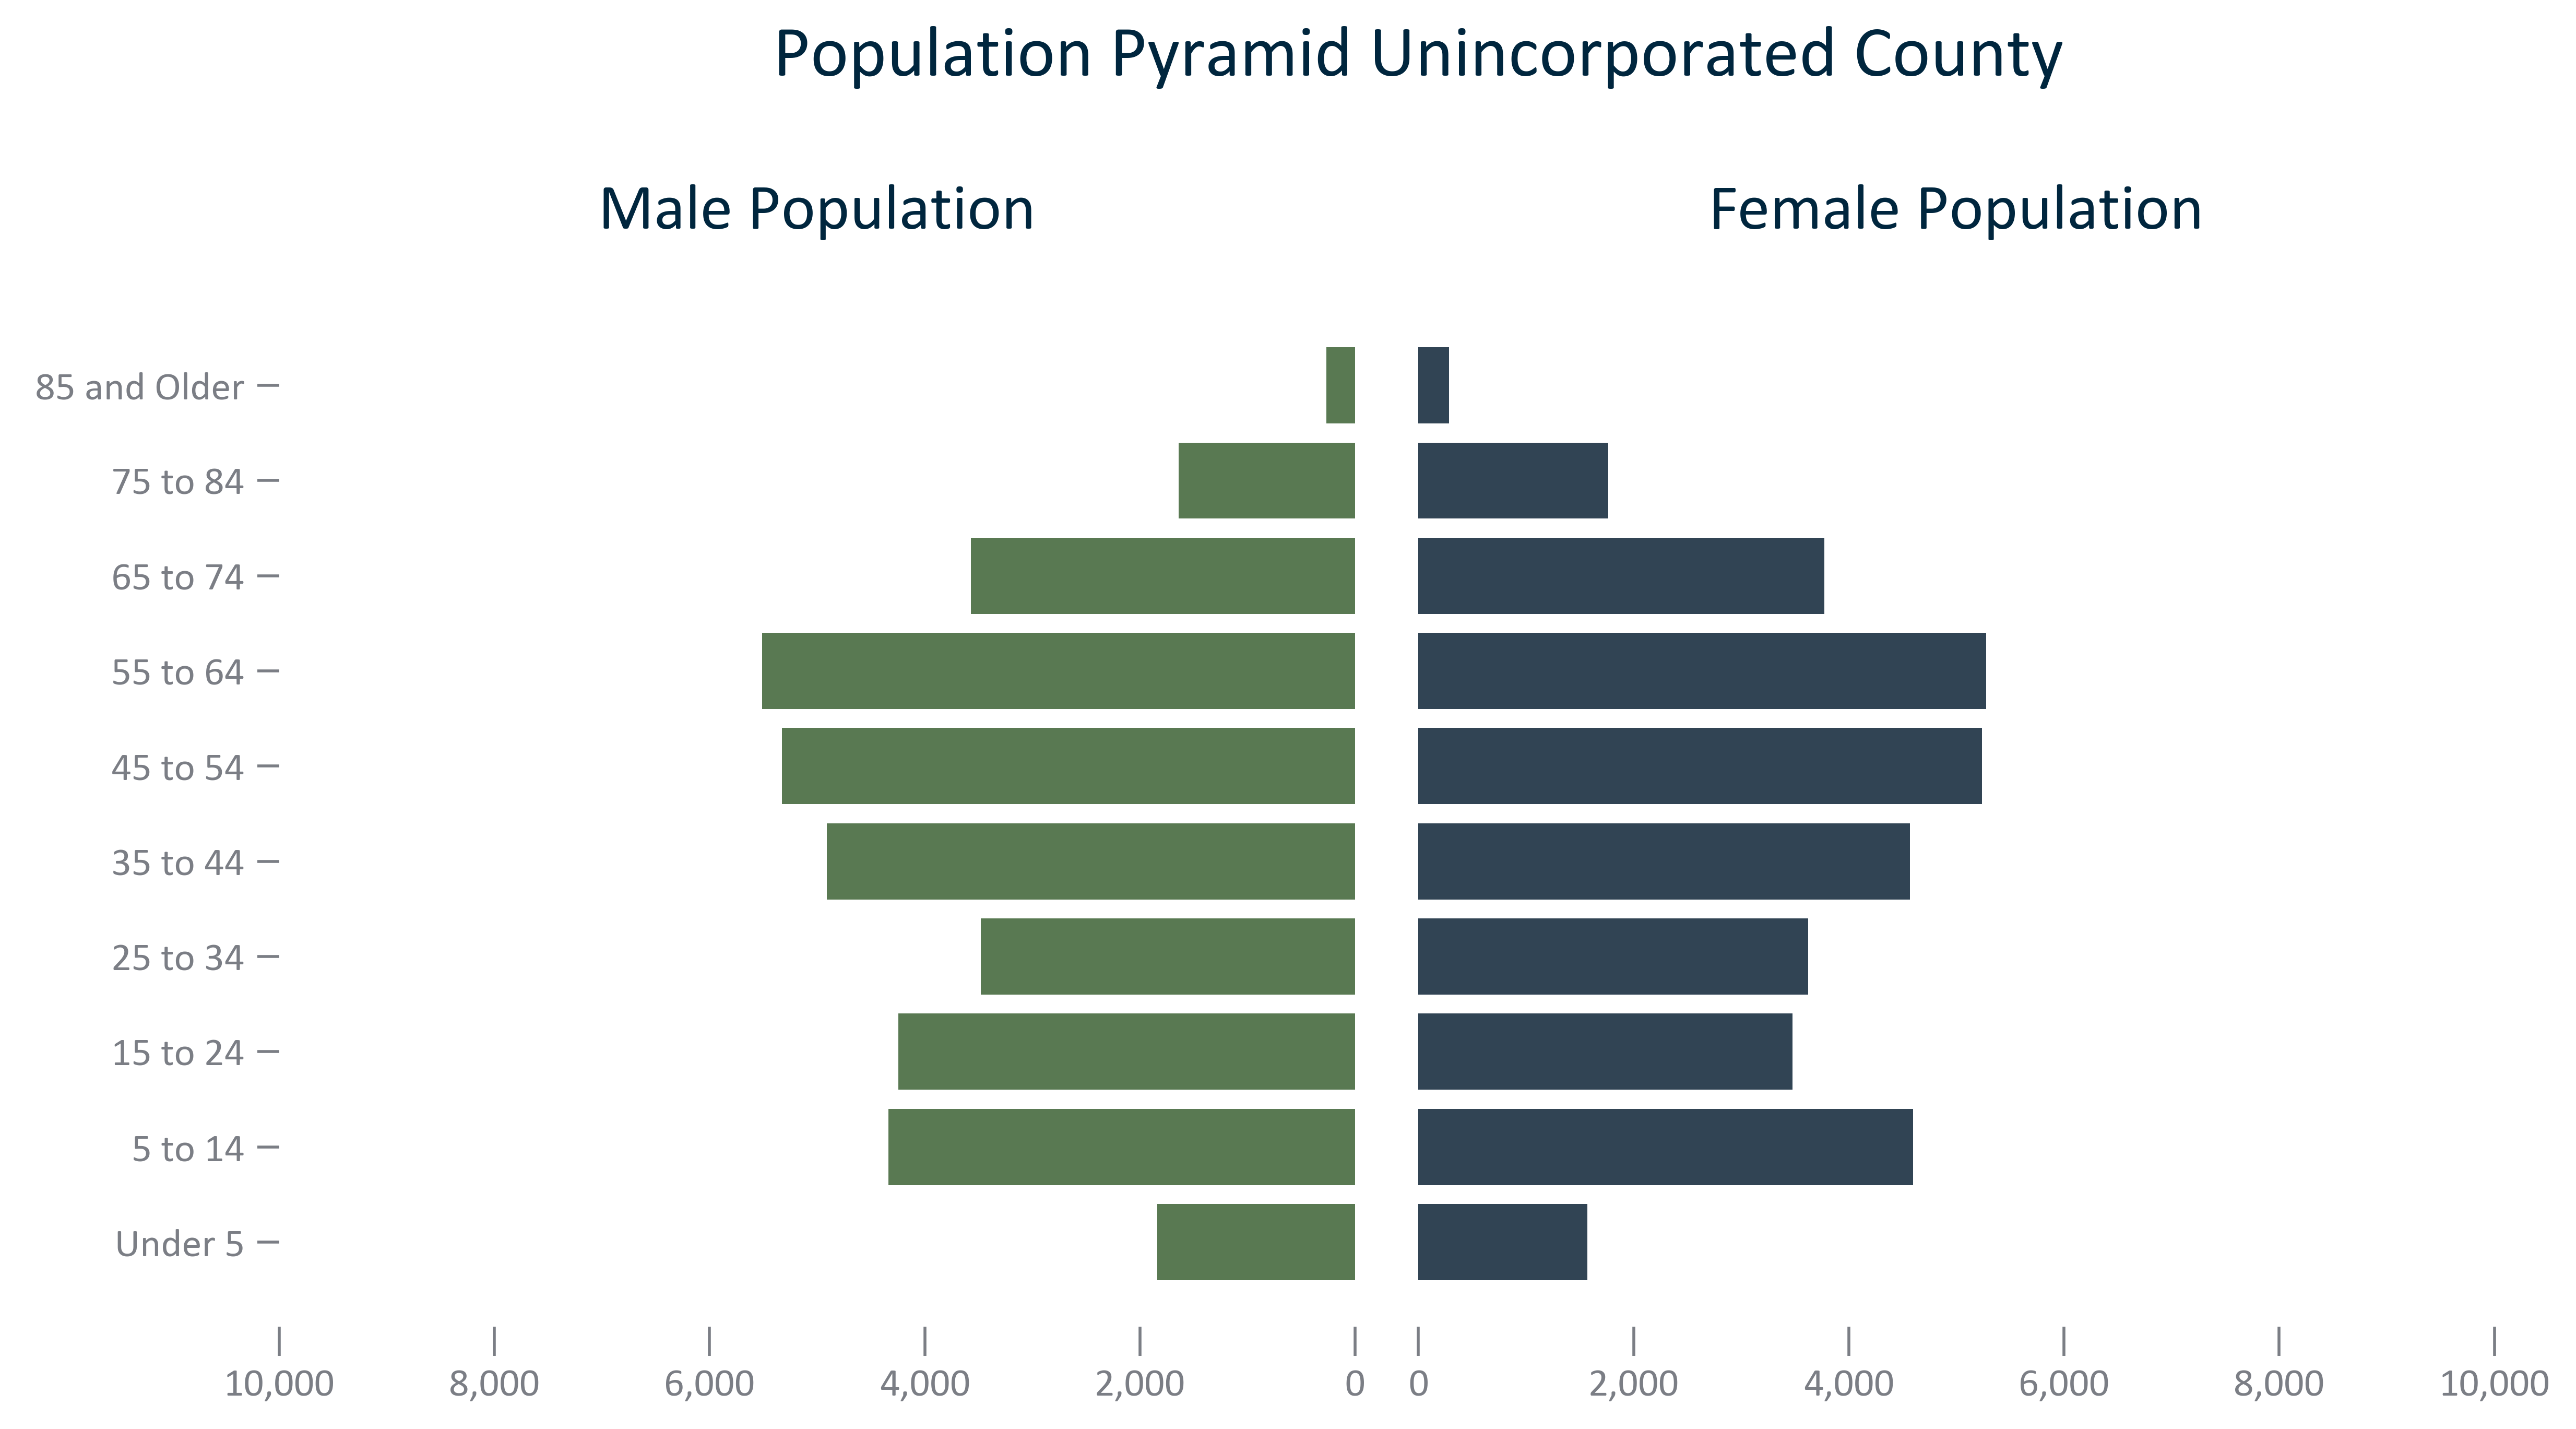 Population Pyramid Unincorporated County
Male Population
Female Population
85 and Older
75 to 84
65 to 74
55 to 64
45 to 54
35 to 44
25 to 34
15 to 24
5 to 14
Under 5
10,000 8,000 6,000 4,000 2,000 0 0 2,000 4,000 6,000 8,000 10,000